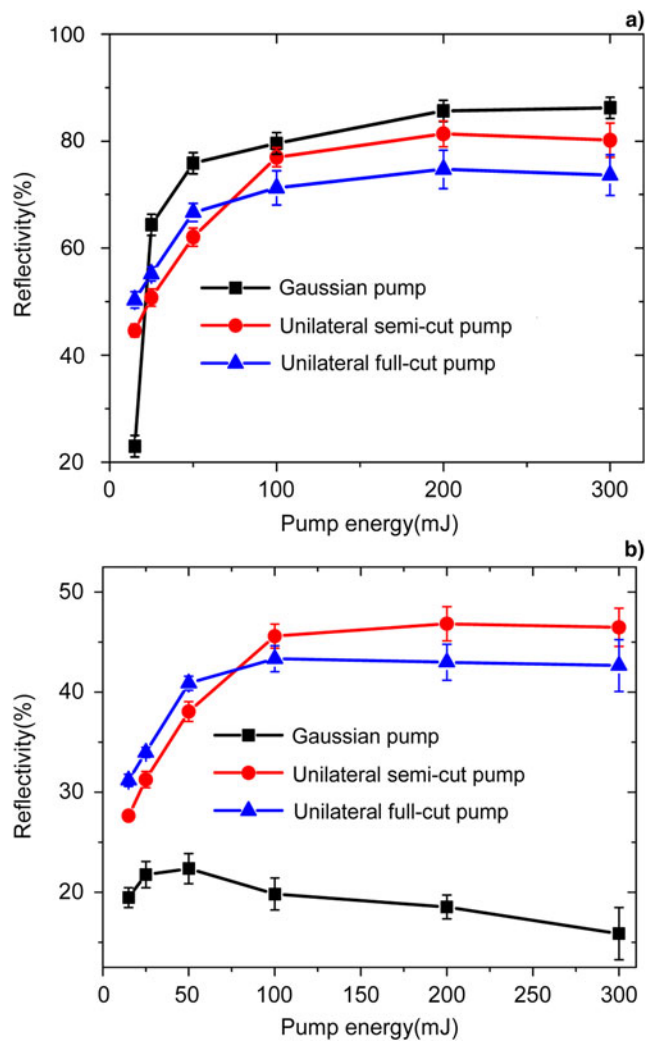 a)
100
80
60
40
20
Reflectivity(%)
Gaussian pump
Unilateral semi-cut pump
Unilateral full-cut pump
0 100 200 300
Pump energy(mJ)
b)
50
40
30
20
Reflectivity(%)
Gaussian pump
Unilateral semi-cut pump
Unilateral full-cut pump
0 50 100 150 200 250 300
Pump energy(mJ)